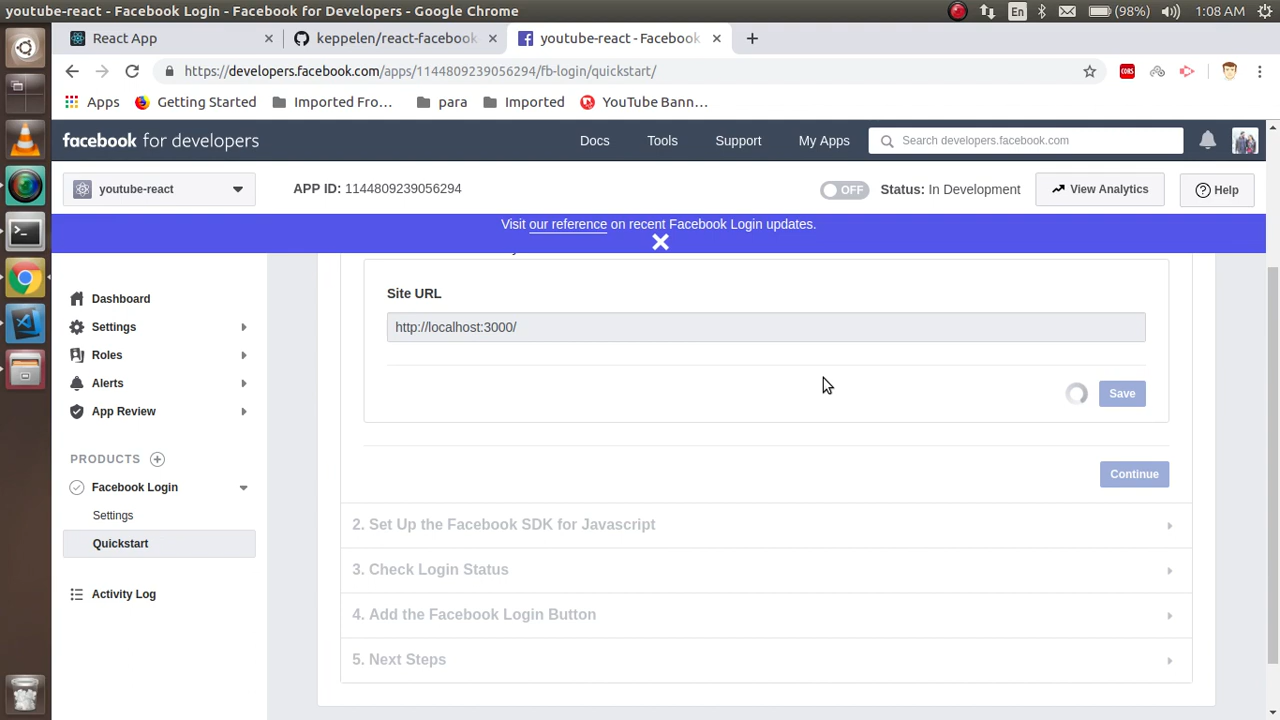 youtube-react - Facebook Login - Facebook for Developers - Google Chrome
En (98%) 1:08 AM
React App
keppelen/react-facebook
youtube-react - Facebook
https://developers.facebook.com/apps/1144809239056294/fb-login/quickstart/
CORS
Apps Getting Started Imported Fro... para Imported YouTube Bann...
facebook for developers Docs Tools Support My Apps Search developers.facebook.com
youtube-react APP ID: 1144809239056294 OFF Status: In Development View Analytics Help
Visit our reference on recent Facebook Login updates.
Dashboard
Settings
Roles
Alerts
App Review
PRODUCTS
Facebook Login
Settings
Quickstart
Activity Log
Site URL
http://localhost:3000/
Save
Continue
2. Set Up the Facebook SDK for Javascript
3. Check Login Status
4. Add the Facebook Login Button
5. Next Steps